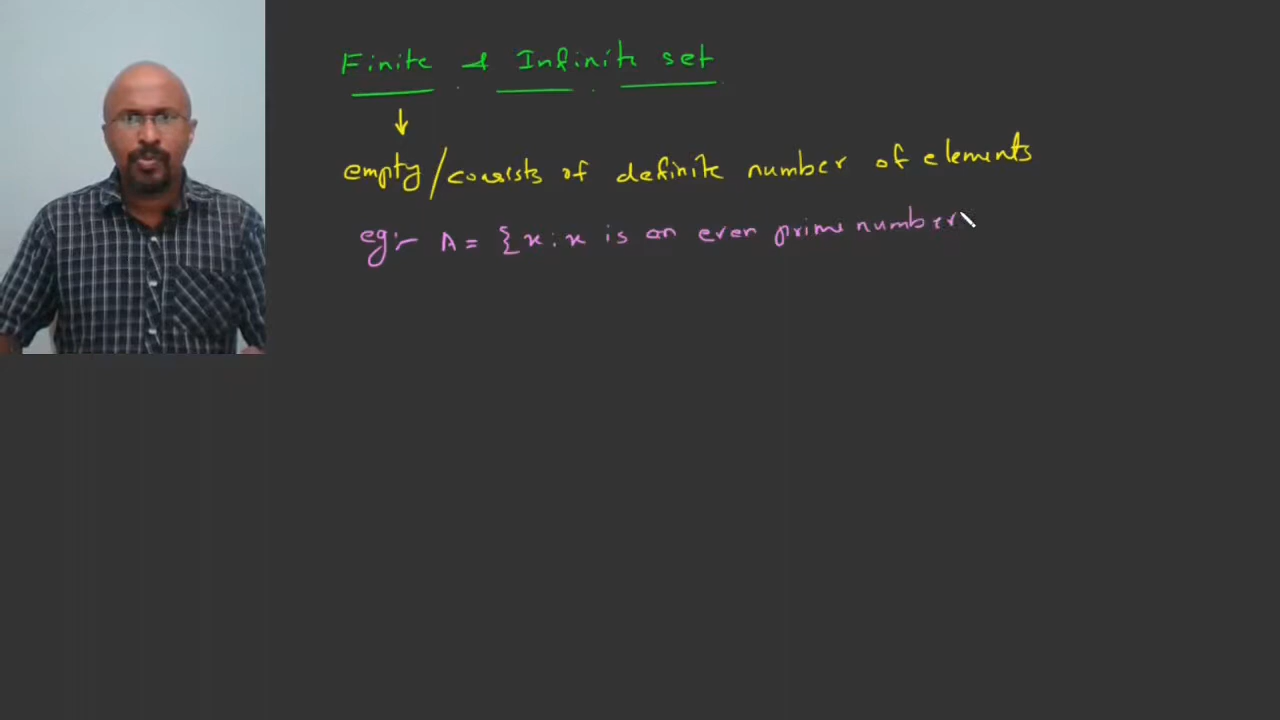 Finite & Infinite set
empty/consists of definite number of elements
eg:- A = {x : x is an even prime number